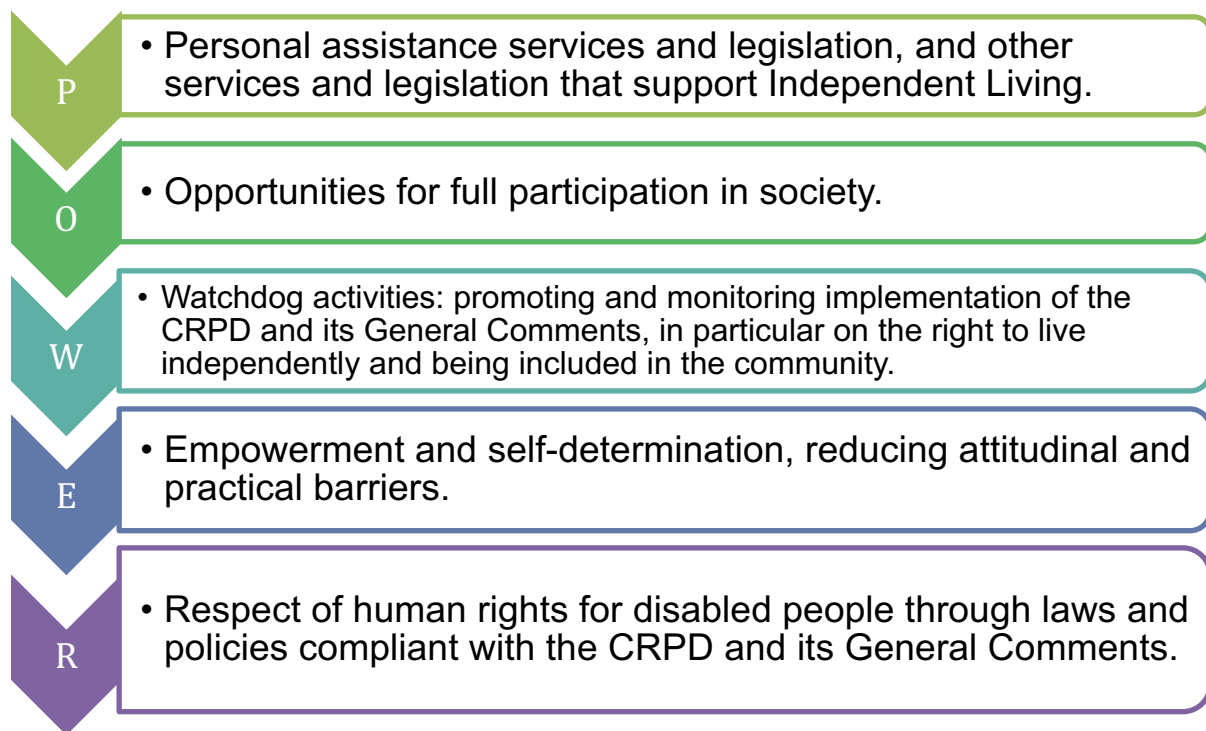 P
• Personal assistance services and legislation, and other
services and legislation that support Independent Living.
O
• Opportunities for full participation in society.
W
• Watchdog activities: promoting and monitoring implementation of the
CRPD and its General Comments, in particular on the right to live
independently and being included in the community.
E
• Empowerment and self-determination, reducing attitudinal and
practical barriers.
R
• Respect of human rights for disabled people through laws and
policies compliant with the CRPD and its General Comments.